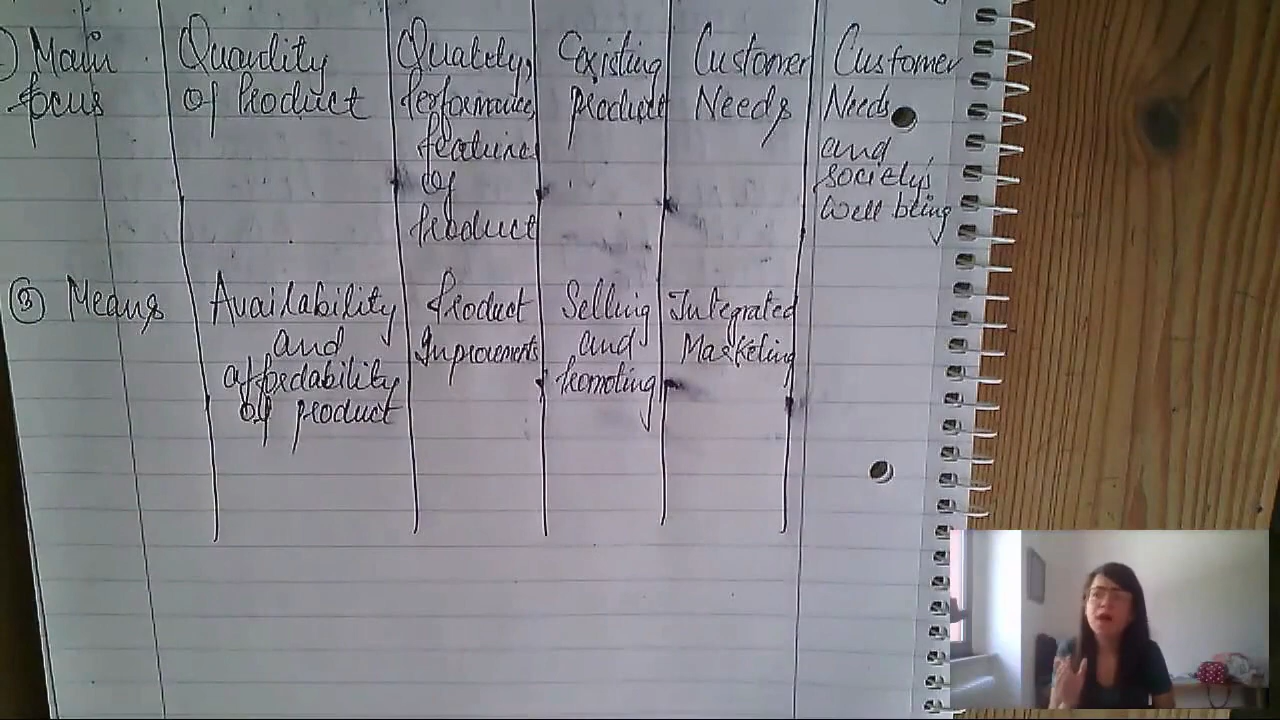 Main
focus
Quantity
of Product
Quality,
Performance,
features
of
Product
Existing
product
Customer
Needs
Customer
Needs
and
society's
well being
③ Means
Availability
and
affordability
of product
Product
Improvements
Selling
and
Promoting
Integrated
Marketing